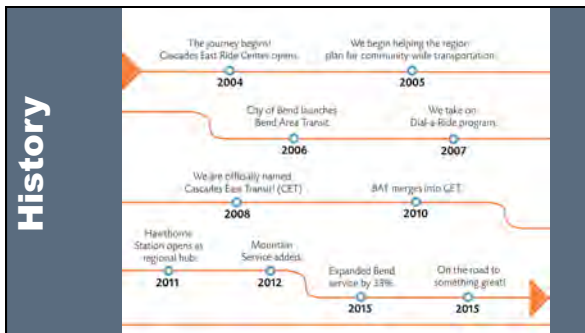 History
The journey begins!
Cascades East Ride Center opens.
2004
We begin helping the region
plan for community-wide transportation.
2005
City of Bend launches
Bend Area Transit.
2006
We take on
Dial-a-Ride program.
2007
We are officially named
Cascades East Transit! (CET)
2008
BAT merges into CET.
2010
Hawthorne
Station opens as
regional hub.
2011
Mountain
Service added.
2012
Expanded Bend
service by 33%.
2015
On the road to
something great!
2015